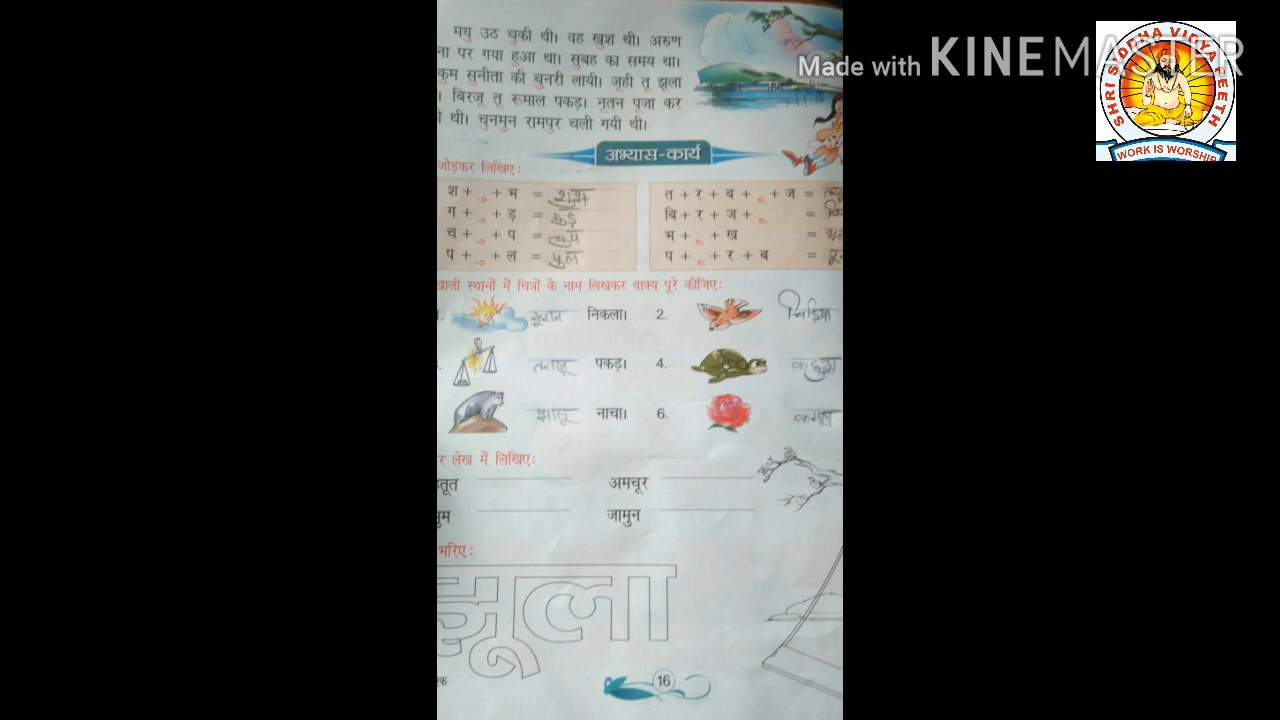 मधु उठ चुकी थी। वह खुश थी। अरुण
ना पर गया हुआ था। सुबह का समय था।
कुम सुनीता की चुनरी लायी। जूही तू झूला
। बिरजू तू रूमाल पकड़। नूतन पूजा कर
ी थी। चुनमुन रामपुर चली गयी थी।
Made with KINEMASTER
SHRI SIDDHA VIDYA PEETH
WORK IS WORSHIP
अभ्यास-कार्य
जोड़कर लिखिए:
श + ु + भ =
त + र + ब + ू + ज =
ग + ु + ड़ =
बि + र + ज + ू =
च + ु + प = चुप
भ + ू + ख =
प + ु + ल = पुल
प + ू + र + ब =
खाली स्थानों में चित्रों के नाम लिखकर वाक्य पूरे कीजिए:
सूरज निकला। 2. चिड़िया
तराजू पकड़। 4. कछुआ
नाचा। 6. कमल
र लेख में लिखिए:
हतूत अमचूर
जामुन
भरिए:
झूला
16